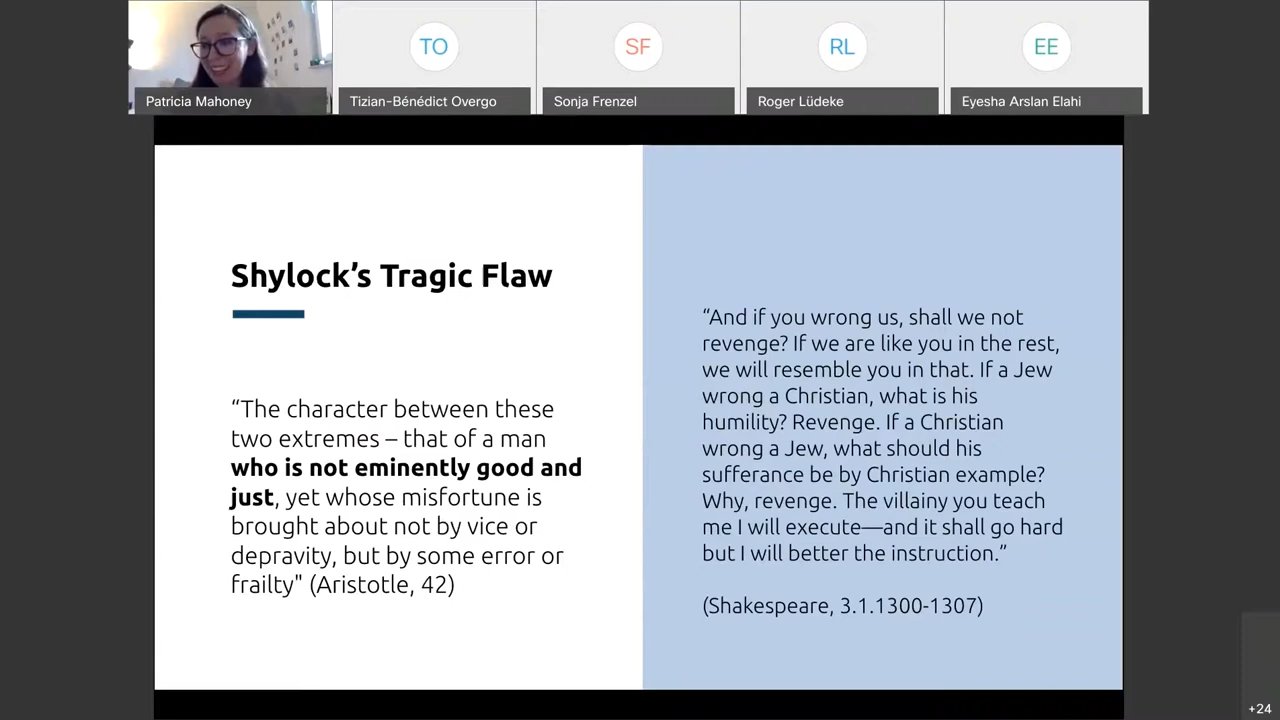 TO
SF
RL
EE
Patricia Mahoney
Tizian-Bénédict Overgo
Sonja Frenzel
Roger Lüdeke
Eyesha Arslan Elahi
Shylock's Tragic Flaw
“The character between these
two extremes – that of a man
who is not eminently good and
just, yet whose misfortune is
brought about not by vice or
depravity, but by some error or
frailty" (Aristotle, 42)
“And if you wrong us, shall we not
revenge? If we are like you in the rest,
we will resemble you in that. If a Jew
wrong a Christian, what is his
humility? Revenge. If a Christian
wrong a Jew, what should his
sufferance be by Christian example?
Why, revenge. The villainy you teach
me I will execute—and it shall go hard
but I will better the instruction.”
(Shakespeare, 3.1.1300-1307)
+24